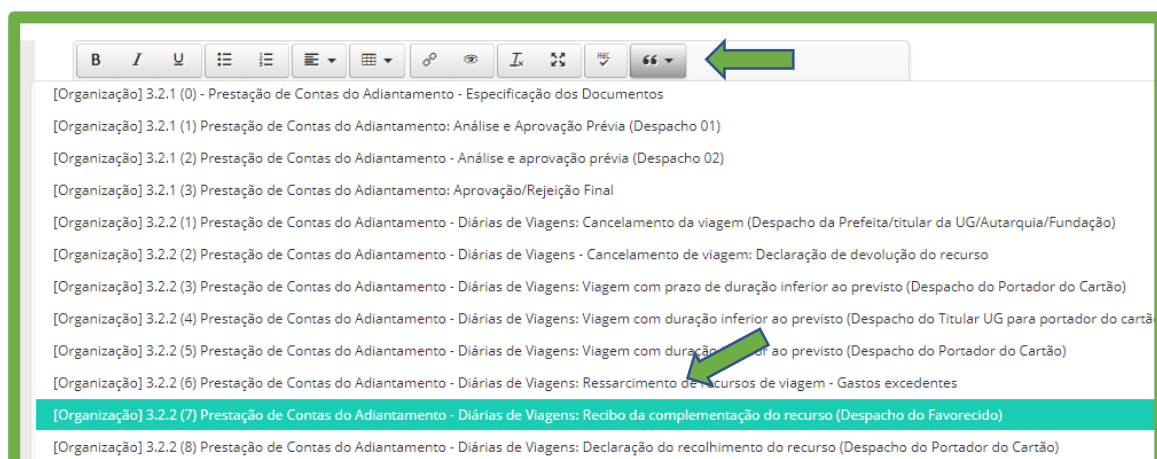 B I U Ix ABC
[Organização] 3.2.1 (0) - Prestação de Contas do Adiantamento - Especificação dos Documentos
[Organização] 3.2.1 (1) Prestação de Contas do Adiantamento: Análise e Aprovação Prévia (Despacho 01)
[Organização] 3.2.1 (2) Prestação de Contas do Adiantamento - Análise e aprovação prévia (Despacho 02)
[Organização] 3.2.1 (3) Prestação de Contas do Adiantamento: Aprovação/Rejeição Final
[Organização] 3.2.2 (1) Prestação de Contas do Adiantamento - Diárias de Viagens: Cancelamento da viagem (Despacho da Prefeita/titular da UG/Autarquia/Fundação)
[Organização] 3.2.2 (2) Prestação de Contas do Adiantamento - Diárias de Viagens - Cancelamento de viagem: Declaração de devolução do recurso
[Organização] 3.2.2 (3) Prestação de Contas do Adiantamento - Diárias de Viagens: Viagem com prazo de duração inferior ao previsto (Despacho do Portador do Cartão)
[Organização] 3.2.2 (4) Prestação de Contas do Adiantamento - Diárias de Viagens: Viagem com duração inferior ao previsto (Despacho do Titular UG para portador do
[Organização] 3.2.2 (5) Prestação de Contas do Adiantamento - Diárias de Viagens: Viagem com duração ao previsto (Despacho do Portador do Cartão)
[Organização] 3.2.2 (6) Prestação de Contas do Adiantamento - Diárias de Viagens: Ressarcimento de recursos de viagem - Gastos excedentes
[Organização] 3.2.2 (7) Prestação de Contas do Adiantamento - Diárias de Viagens: Recibo da complementação do recurso (Despacho do Favorecido)
[Organização] 3.2.2 (8) Prestação de Contas do Adiantamento - Diárias de Viagens: Declaração do recolhimento do recurso (Despacho do Portador do Cartão)